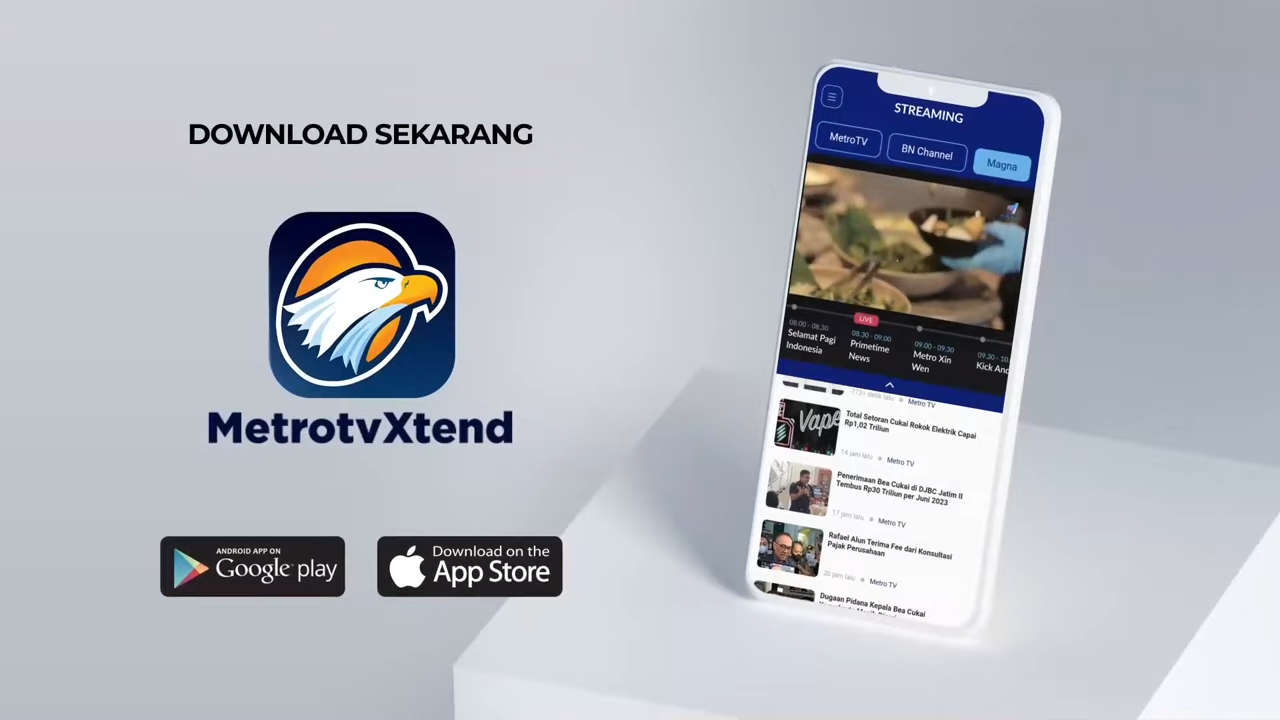 DOWNLOAD SEKARANG
MetrotvXtend
ANDROID APP ON
Google play
Download on the
App Store
STREAMING
MetroTV
BN Channel
Magna
LIVE
08.00 - 08.30
Selamat Pagi
Indonesia
08.30 - 09.00
Primetime
News
09.00 - 09.30
Metro Xin
Wen
09.30 - 10
Kick And
detik lalu
Metro TV
Vape
Total Setoran Cukai Rokok Elektrik Capai
Rp1,02 Triliun
14 jam lalu
Metro TV
Penerimaan Bea Cukai di DJBC Jatim II
Tembus Rp30 Triliun per Juni 2023
17 jam lalu
Metro TV
Rafael Alun Terima Fee dari Konsultasi
Pajak Perusahaan
20 jam lalu
Metro TV
Dugaan Pidana Kepala Bea Cukai